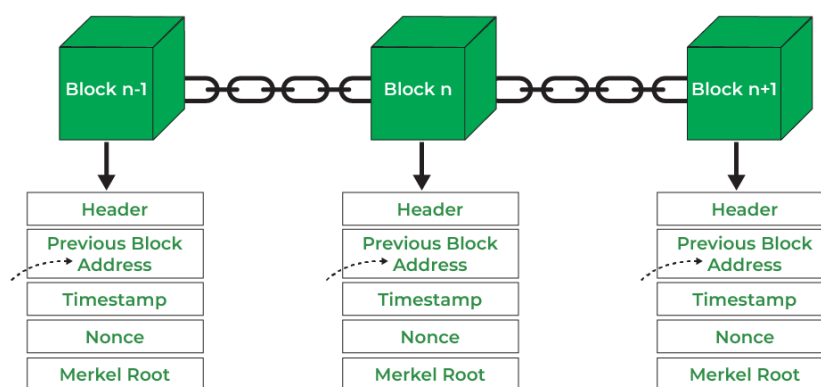 Block n-1
Block n
Block n+1
Header
Previous Block
Address
Timestamp
Nonce
Merkel Root
Header
Previous Block
Address
Timestamp
Nonce
Merkel Root
Header
Previous Block
Address
Timestamp
Nonce
Merkel Root